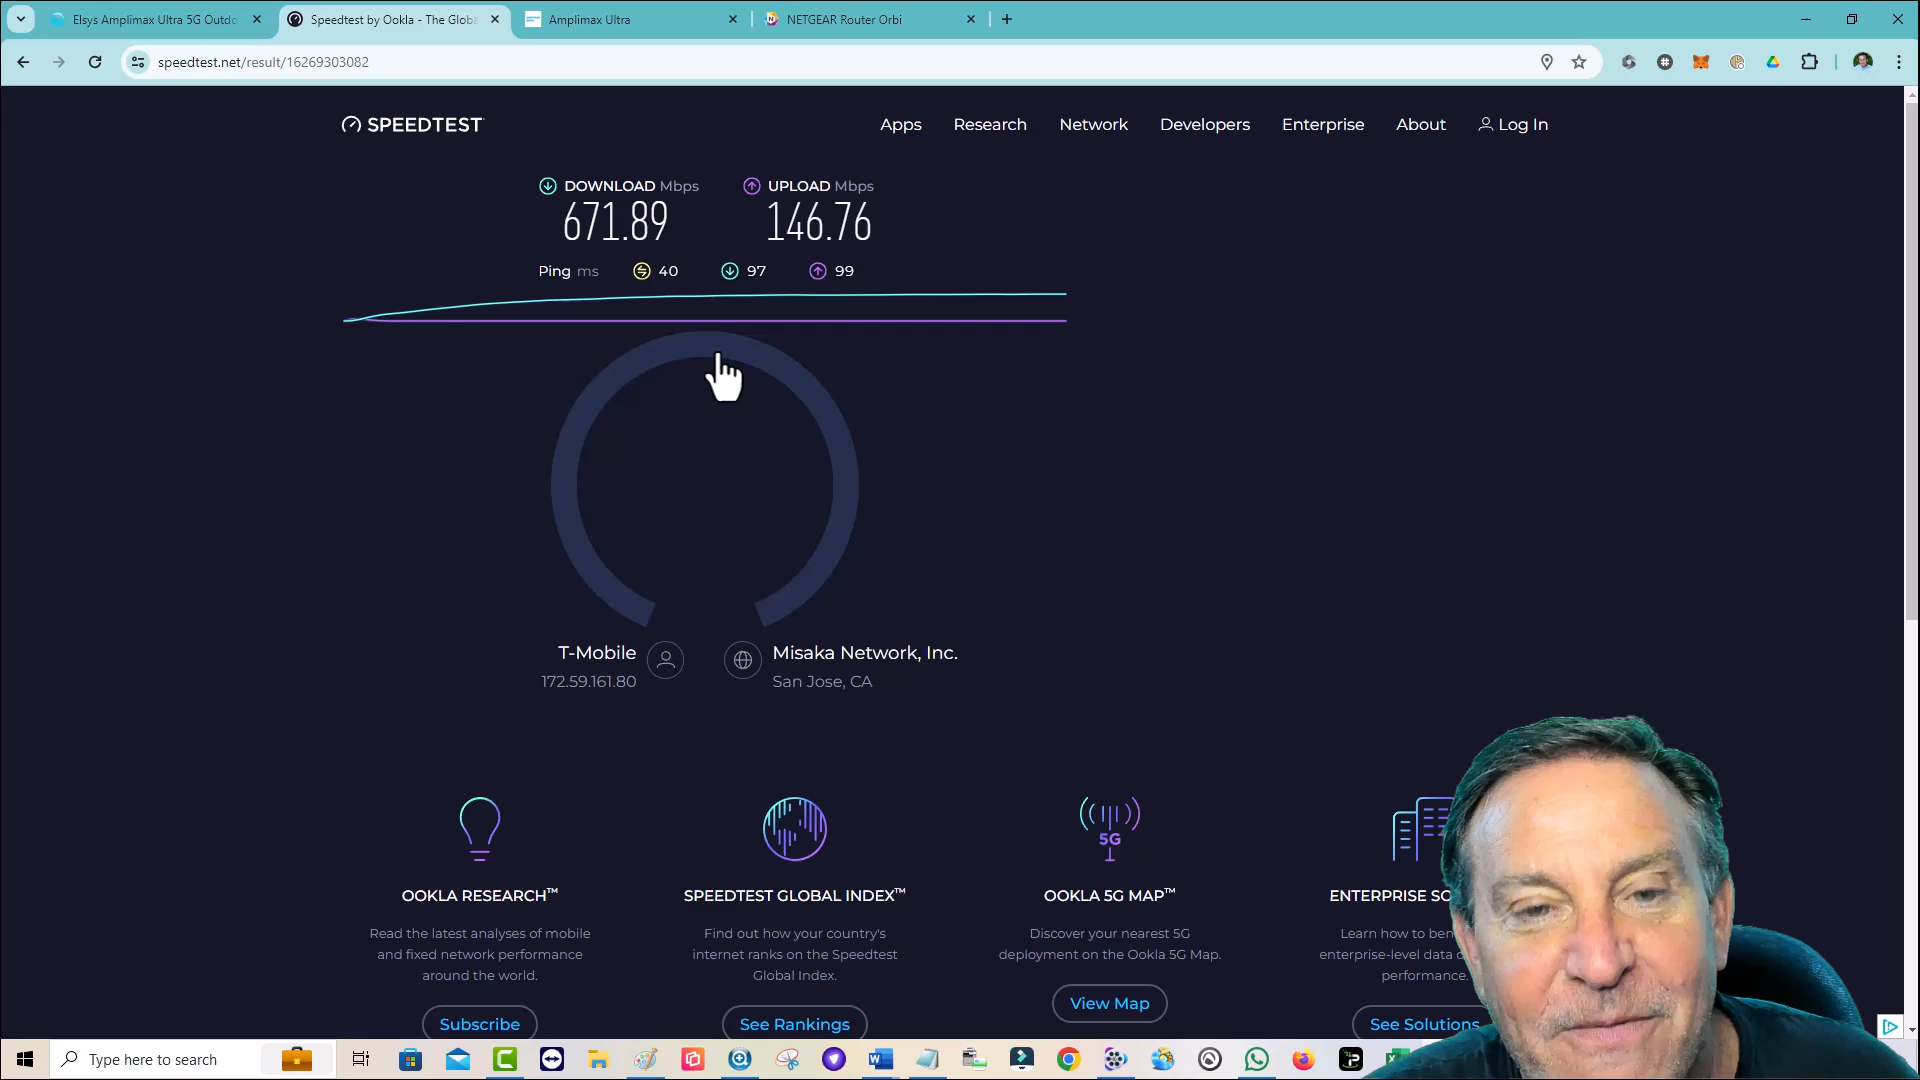 Elsys Amplimax Ultra 5G Outdo
Speedtest by Ookla - The Globa
Amplimax Ultra
NETGEAR Router Orbi
speedtest.net/result/16269303082
SPEEDTEST
Apps
Research
Network
Developers
Enterprise
About
Log In
DOWNLOAD Mbps
UPLOAD Mbps
671.89
146.76
Ping ms
40
97
99
T-Mobile
Misaka Network, Inc.
172.59.161.80
San Jose, CA
5G
OOKLA RESEARCH™
SPEEDTEST GLOBAL INDEX™
OOKLA 5G MAP™
ENTERPRISE SO
Read the latest analyses of mobile
and fixed network performance
around the world.
Find out how your country's
internet ranks on the Speedtest
Global Index.
Discover your nearest 5G
deployment on the Ookla 5G Map.
Learn how to ben
enterprise-level data
performance.
Subscribe
See Rankings
View Map
See Solutions
Type here to search